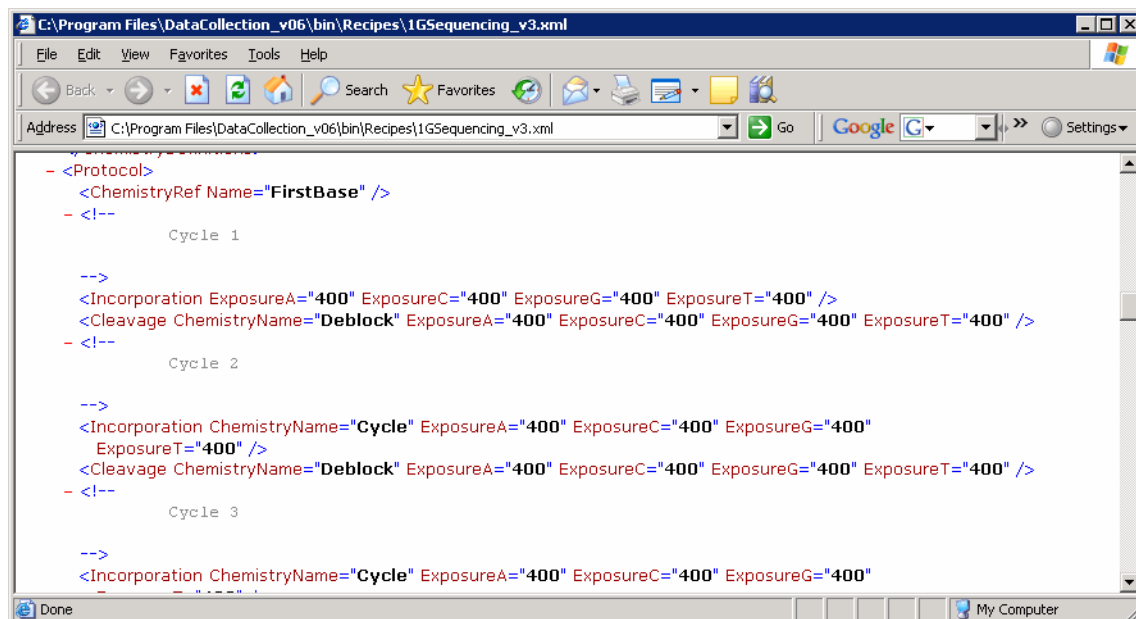 C:\Program Files\DataCollection_v06\bin\Recipes\1GSequencing_v3.xml
File Edit View Favorites Tools Help
Back Search Favorites
Address C:\Program Files\DataCollection_v06\bin\Recipes\1GSequencing_v3.xml Go Google G Settings
- <Protocol>
<ChemistryRef Name="FirstBase" />
- <!--
Cycle 1
-->
<Incorporation ExposureA="400" ExposureC="400" ExposureG="400" ExposureT="400" />
<Cleavage ChemistryName="Deblock" ExposureA="400" ExposureC="400" ExposureG="400" ExposureT="400" />
- <!--
Cycle 2
-->
<Incorporation ChemistryName="Cycle" ExposureA="400" ExposureC="400" ExposureG="400"
ExposureT="400" />
<Cleavage ChemistryName="Deblock" ExposureA="400" ExposureC="400" ExposureG="400" ExposureT="400" />
- <!--
Cycle 3
-->
<Incorporation ChemistryName="Cycle" ExposureA="400" ExposureC="400" ExposureG="400"
Done My Computer